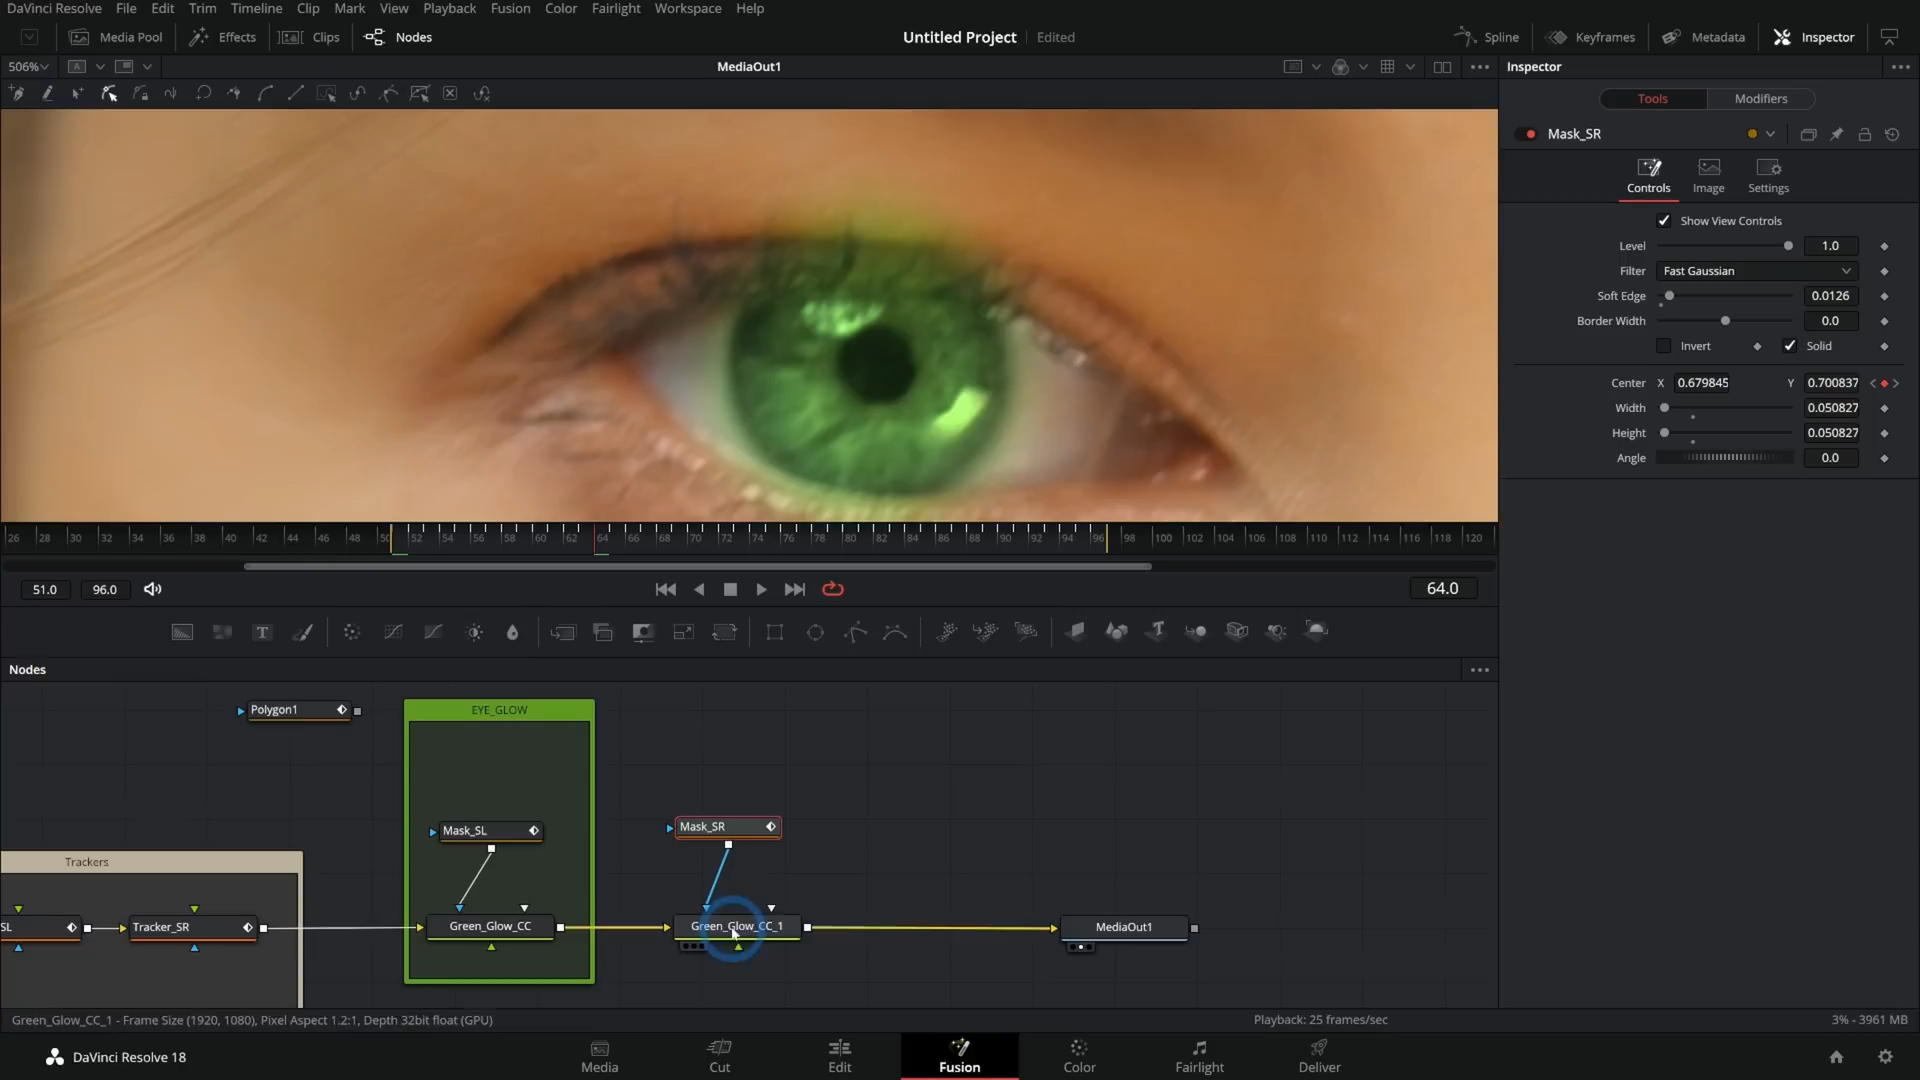 DaVinci Resolve File Edit Trim Timeline Clip Mark View Playback Fusion Color Fairlight Workspace Help
Media Pool Effects Clips Nodes Untitled Project Edited Spline Keyframes Metadata Inspector
506% A MediaOut1 Inspector
Tools Modifiers
Mask_SR
Controls Image Settings
Show View Controls
Level 1.0
Filter Fast Gaussian
Soft Edge 0.0126
Border Width 0.0
Invert Solid
Center X 0.679845 Y 0.700837
Width 0.050827
Height 0.050827
Angle 0.0
26 28 30 32 34 36 38 40 42 44 46 48 50 52 54 56 58 60 62 64 66 68 70 72 74 76 78 80 82 84 86 88 90 92 94 96 98 100 102 104 106 108 110 112 114 116 118 120
51.0 96.0 64.0
T T
Nodes
Polygon1 EYE_GLOW
Mask_SL Mask_SR
Trackers
SL Tracker_SR Green_Glow_CC Green_Glow_CC_1 MediaOut1
Green_Glow_CC_1 - Frame Size (1920, 1080), Pixel Aspect 1.2:1, Depth 32bit float (GPU) Playback: 25 frames/sec 3% - 3961 MB
DaVinci Resolve 18 Media Cut Edit Fusion Color Fairlight Deliver